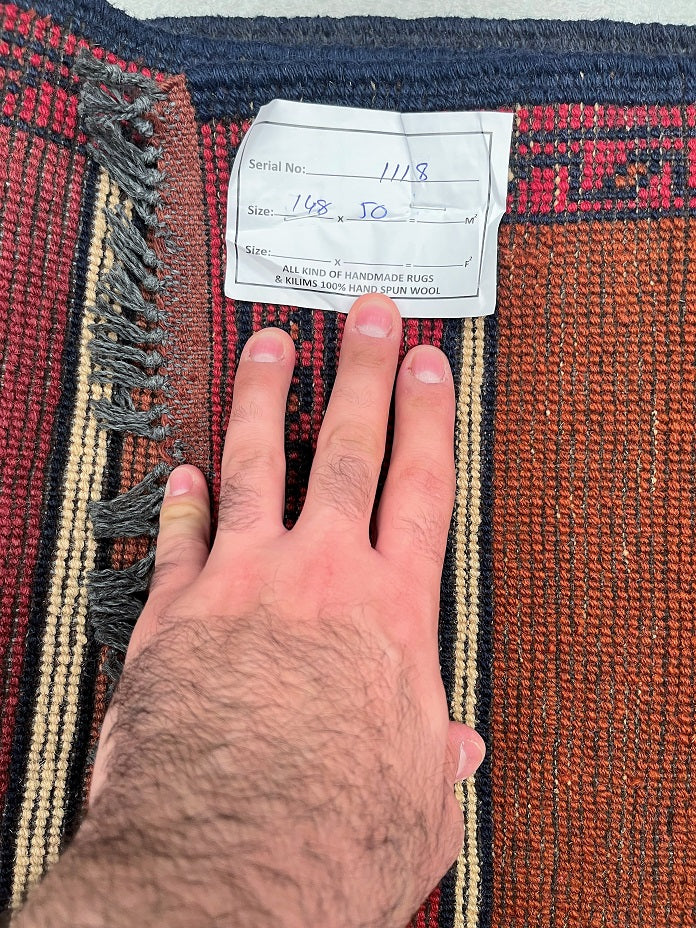 Serial No: 1118
Size: 148 x 50 = M²
Size: x = F²
ALL KIND OF HANDMADE RUGS
& KILIMS 100% HAND SPUN WOOL